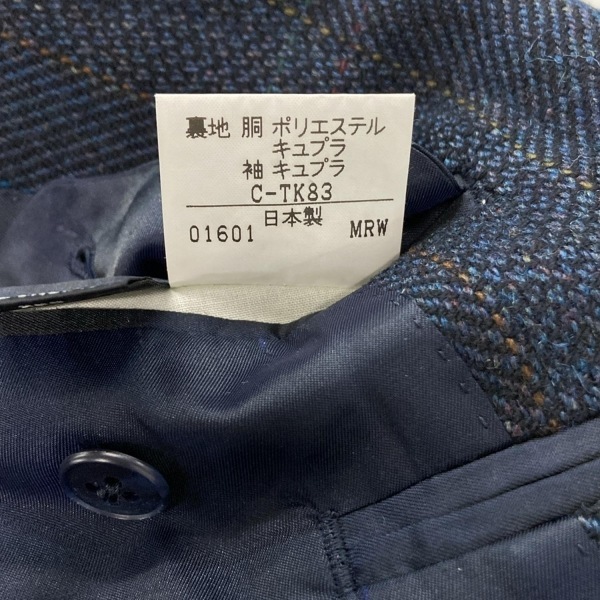 裏地 胴 ポリエステル
キュプラ
袖 キュプラ
C-TK83
日本製
01601 MRW